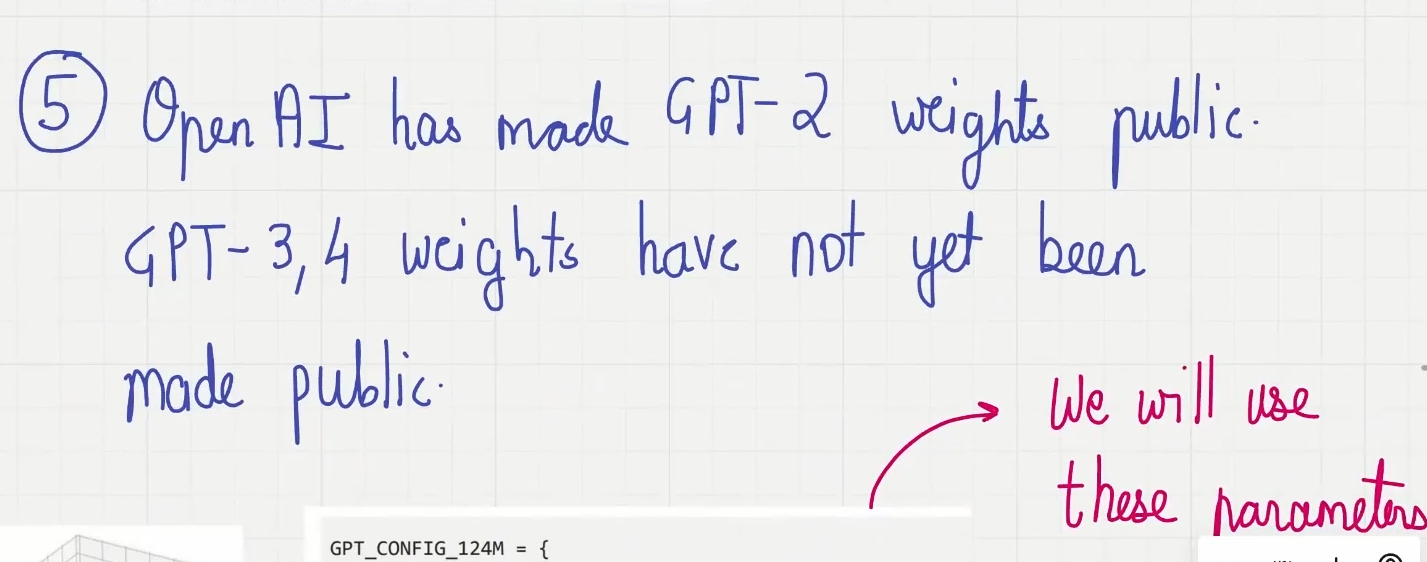 5 Open AI has made GPT-2 weights public.
GPT-3,4 weights have not yet been
made public.
We will use
these parameters
GPT_CONFIG_124M = {